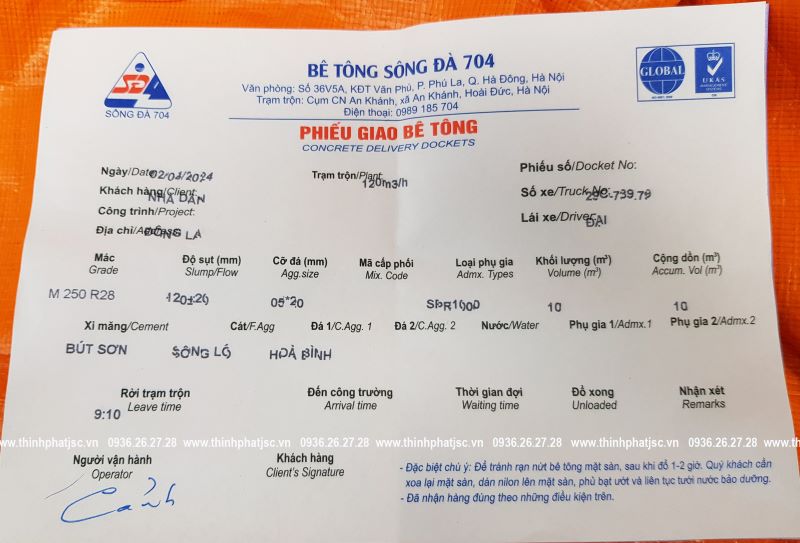 BÊ TÔNG SÔNG ĐÀ 704
Văn phòng: Số 36V5A, KĐT Văn Phú, P. Phú La, Q. Hà Đông, Hà Nội
Trạm trộn: Cụm CN An Khánh, xã An Khánh, Hoài Đức, Hà Nội
Điện thoại: 0989 185 704
SÔNG ĐÀ 704
GLOBAL
UKAS
MANAGEMENT SYSTEMS
PHIẾU GIAO BÊ TÔNG
CONCRETE DELIVERY DOCKETS
Ngày/Date 02/01/2024 Trạm trộn/Plant: 120m3/h Phiếu số/Docket No:
Khách hàng/Client: NHÀ DÂN Số xe/Truck No:
Công trình/Project: Lái xe/Driver: ĐẠI
Địa chỉ/Address: ĐÔNG LA
Mác Độ sụt (mm) Cỡ đá (mm) Mã cấp phối Loại phụ gia Khối lượng (m³) Cộng dồn (m³)
Grade Slump/Flow Agg.size Mix. Code Admx. Types Volume (m³) Accum. Vol (m³)
M 250 R28 120±20 05*20 SPR1000 10 10
Xi măng/Cement Cát/F.Agg Đá 1/C.Agg. 1 Đá 2/C.Agg. 2 Nước/Water Phụ gia 1/Admx.1 Phụ gia 2/Admx.2
BÚT SƠN SÔNG LÔ HOÀ BÌNH
Rời trạm trộn Đến công trường Thời gian đợi Đổ xong Nhận xét
Leave time Arrival time Waiting time Unloaded Remarks
9:10
www.thinhphatjsc.vn 0936.26.27.28 www.thinhphatjsc.vn 0936.26.27.28 www.thinhphatjsc.vn 0936.26.27.28 www.thinhphatjsc.vn 0936.26.27.28
Người vận hành Khách hàng
Operator Client's Signature
Cảnh
- Đặc biệt chú ý: Để tránh rạn nứt bê tông mặt sàn, sau khi đổ 1-2 giờ. Quý khách cần
xoa lại mặt sàn, dán nilon lên mặt sàn, phủ bạt ướt và liên tục tưới nước bảo dưỡng.
- Đã nhận hàng đúng theo những điều kiện trên.